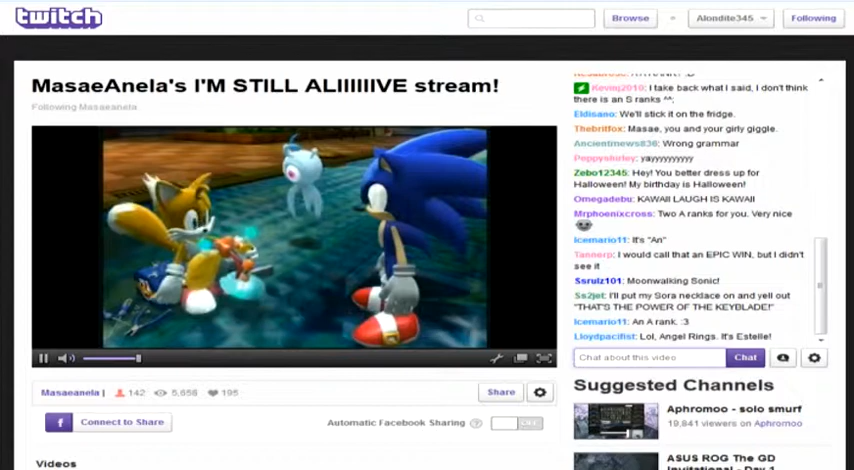 twitch
Browse
Alondite345
Following
MasaeAnela's I'M STILL ALIIIIIIVE stream!
Following Masaeanela
Kevinj2010: I take back what I said, I don't think
there is an S ranks ^^;
Eldisano: We'll stick it on the fridge.
Thebritfox: Masae, you and your girly giggle.
Ancientnews836: Wrong grammar
Peppyshirley: yayyyyyyyyy
Zebo12345: Hey! You better dress up for
Halloween! My birthday is Halloween!
Omegadebu: KAWAII LAUGH IS KAWAII
Mrphoenixcross: Two A ranks for you. Very nice
Icemario11: It's "An"
Tannerp: I would call that an EPIC WIN, but I didn't
see it
Ssrulz101: Moonwalking Sonic!
Ss2jet: I'll put my Sora necklace on and yell out
"THAT'S THE POWER OF THE KEYBLADE!"
Icemario11: An A rank. :3
Lloydpacifist: Lol, Angel Rings. It's Estelle!
Chat about this video
Chat
Masaeanela |
142
5,656
195
Share
f Connect to Share
Automatic Facebook Sharing ? OFF
Suggested Channels
Aphromoo - solo smurf
19,841 viewers on Aphromoo
ASUS ROG The GD
Invitational - Day 1
Videos